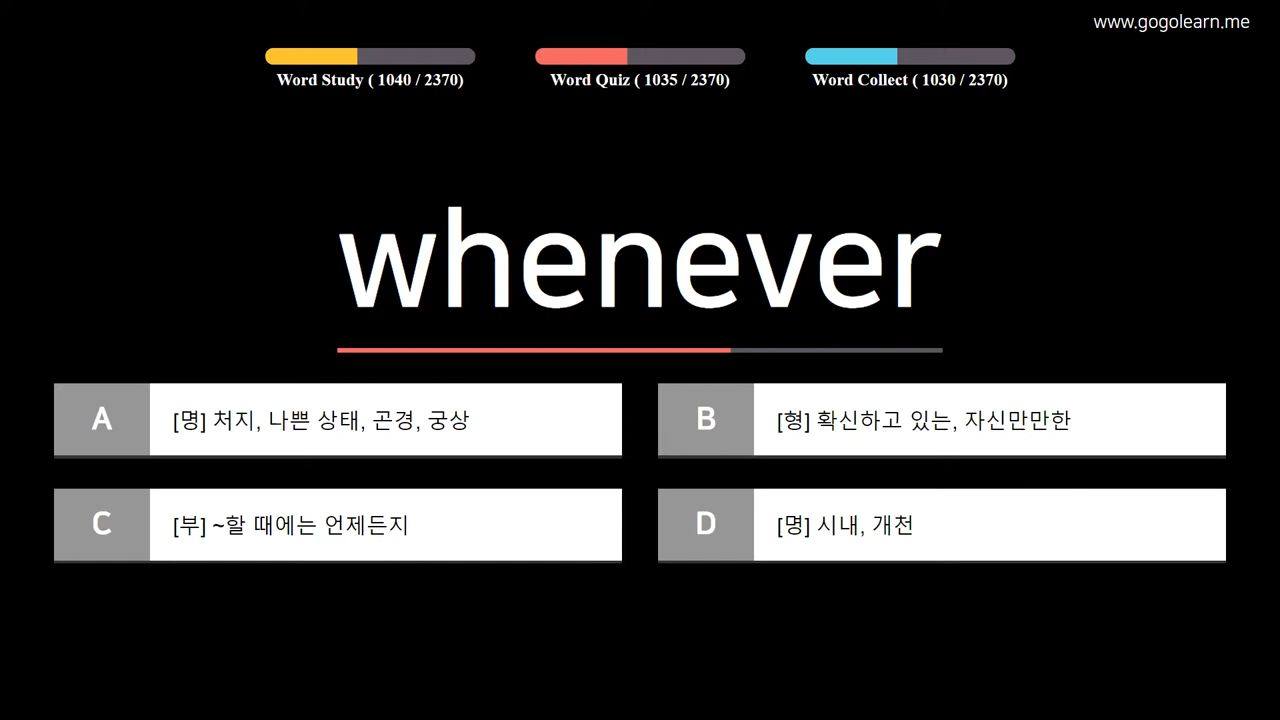 www.gogolearn.me
Word Study ( 1040 / 2370)
Word Quiz ( 1035 / 2370)
Word Collect ( 1030 / 2370)
whenever
A [명] 처지, 나쁜 상태, 곤경, 궁상
B [형] 확신하고 있는, 자신만만한
C [부] ~할 때에는 언제든지
D [명] 시내, 개천